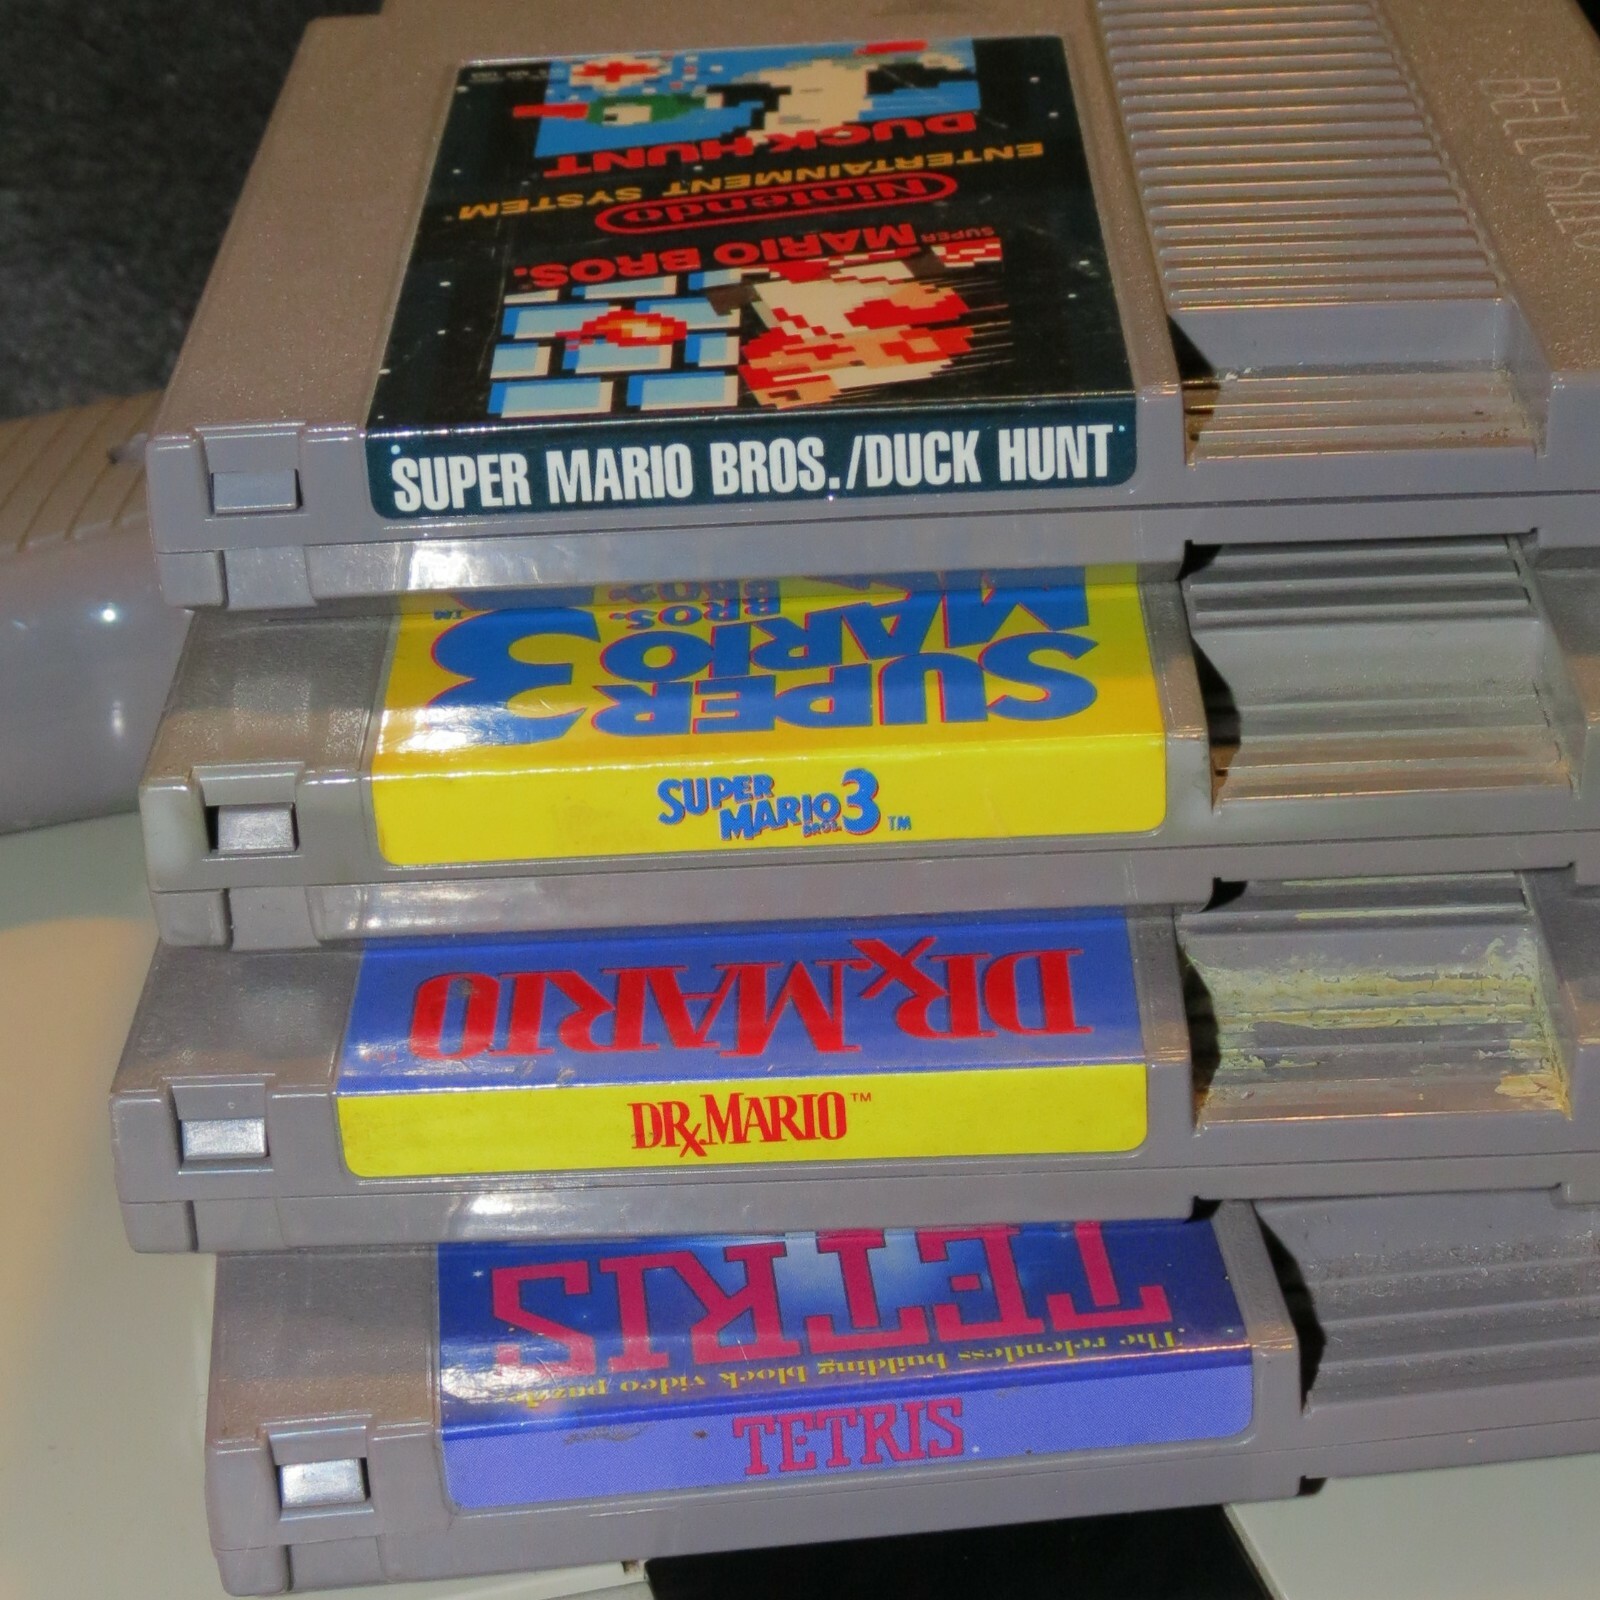 DUCK HUNT
ENTERTAINMENT SYSTEM
Nintendo
SUPER MARIO BROS.
SUPER MARIO BROS./DUCK HUNT
SUPER
MARIO
BROS.
3
TM
SUPER
MARIO
BROS.
3
TM
DR. MARIO
DR. MARIO™
TETRIS
The relentless building block video
TETRIS